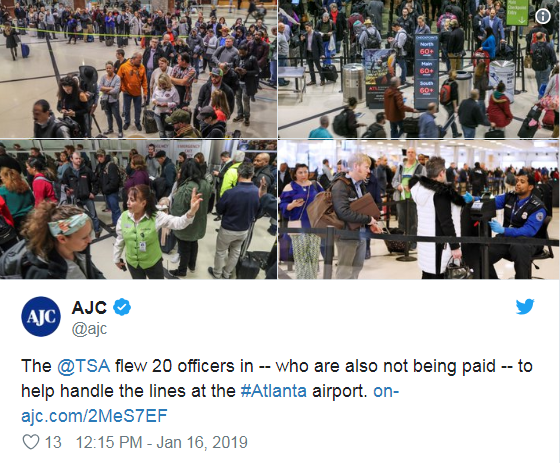 North
60+
Main
60+
South
60+
AJC
AJC
@ajc
The @TSA flew 20 officers in -- who are also not being paid -- to
help handle the lines at the #Atlanta airport. on-
ajc.com/2MeS7EF
13 12:15 PM - Jan 16, 2019